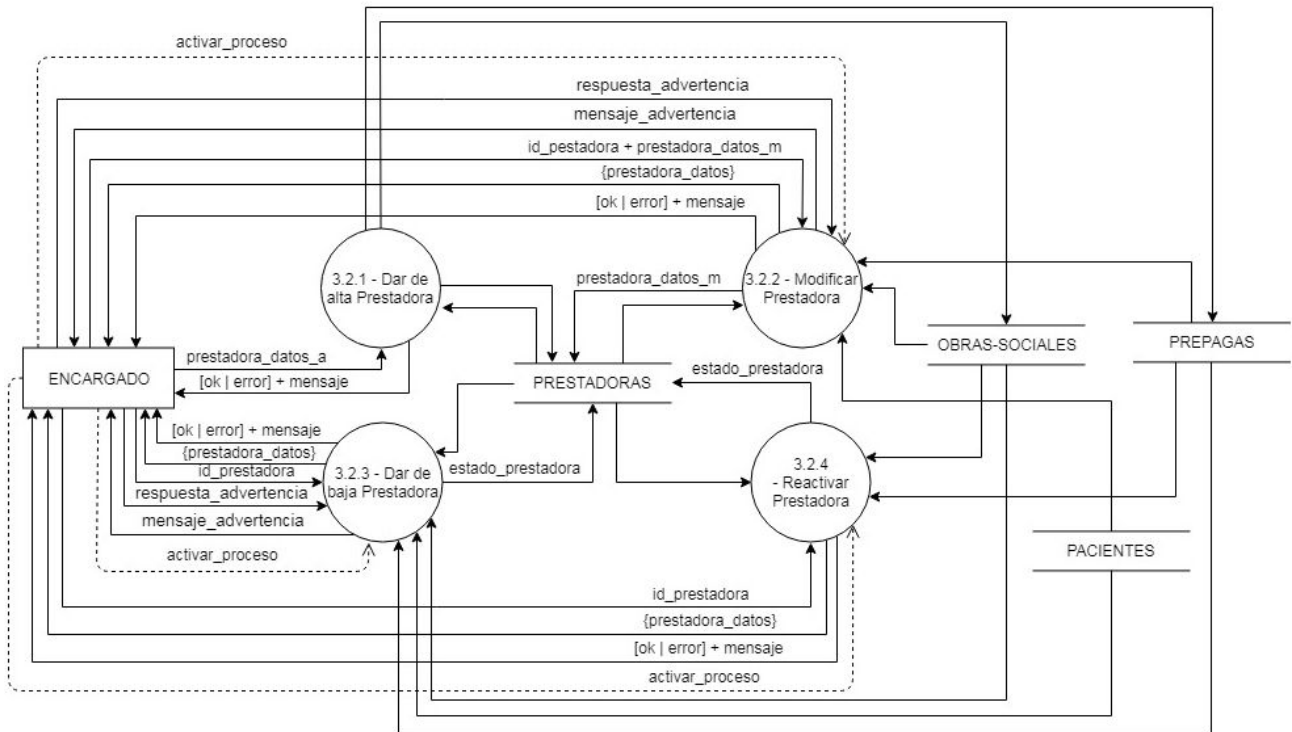 activar_proceso
respuesta_advertencia
mensaje_advertencia
id_pestadora + prestadora_datos_m
{prestadora_datos}
[ok | error] + mensaje
3.2.1 - Dar de
alta Prestadora
3.2.2 - Modificar
Prestadora
prestadora_datos_m
OBRAS-SOCIALES
PREPAGAS
prestadora_datos_a
ENCARGADO
[ok | error] + mensaje
PRESTADORAS
estado_prestadora
[ok | error] + mensaje
{prestadora_datos}
id_prestadora
respuesta_advertencia
mensaje_advertencia
activar_proceso
3.2.3 - Dar de
baja Prestadora
estado_prestadora
3.2.4
- Reactivar
Prestadora
PACIENTES
id_prestadora
{prestadora_datos}
[ok | error] + mensaje
activar_proceso